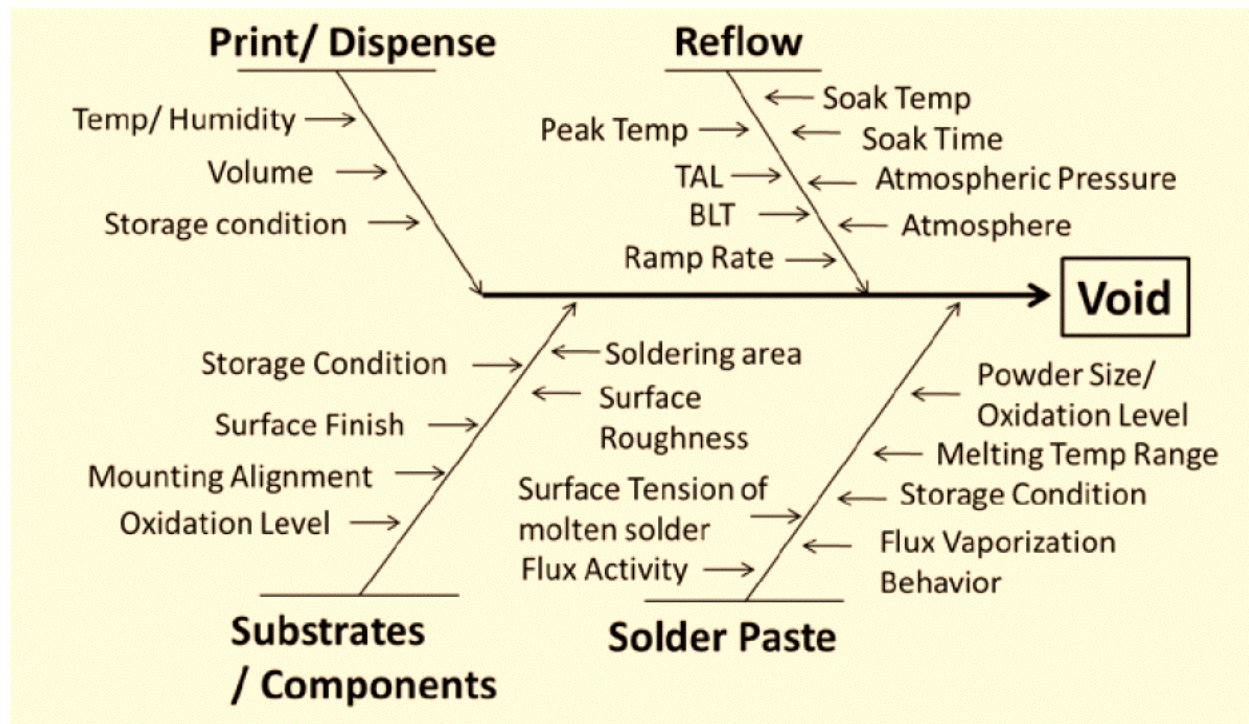 Print/ Dispense
Temp/ Humidity
Volume
Storage condition
Reflow
Soak Temp
Peak Temp
Soak Time
TAL
Atmospheric Pressure
BLT
Atmosphere
Ramp Rate
Void
Storage Condition
Soldering area
Surface
Roughness
Surface Finish
Mounting Alignment
Oxidation Level
Substrates
/ Components
Powder Size/
Oxidation Level
Melting Temp Range
Storage Condition
Surface Tension of
molten solder
Flux Vaporization
Behavior
Flux Activity
Solder Paste